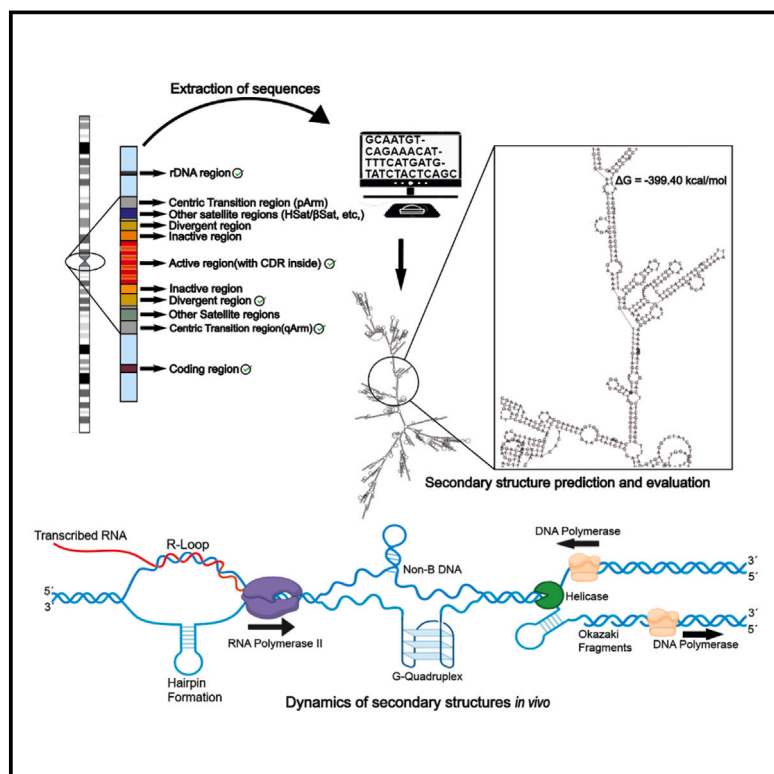 Extraction of sequences
GCAATGT-
CAGAAACAT-
TTTCATGATG-
TATCTACTCAGC
ΔG = -399.40 kcal/mol
rDNA region
Centric Transition region (pArm)
Other satellite regions (HSat/βSat, etc,)
Divergent region
Inactive region
Active region(with CDR inside)
Inactive region
Divergent region
Other Satellite regions
Centric Transition region(qArm)
Coding region
Secondary structure prediction and evaluation
Transcribed RNA
R-Loop
5´
3´
Hairpin
Formation
RNA Polymerase II
Non-B DNA
G-Quadruplex
DNA Polymerase
3´
5´
Helicase
Okazaki
Fragments
DNA Polymerase
3´
5´
Dynamics of secondary structures in vivo